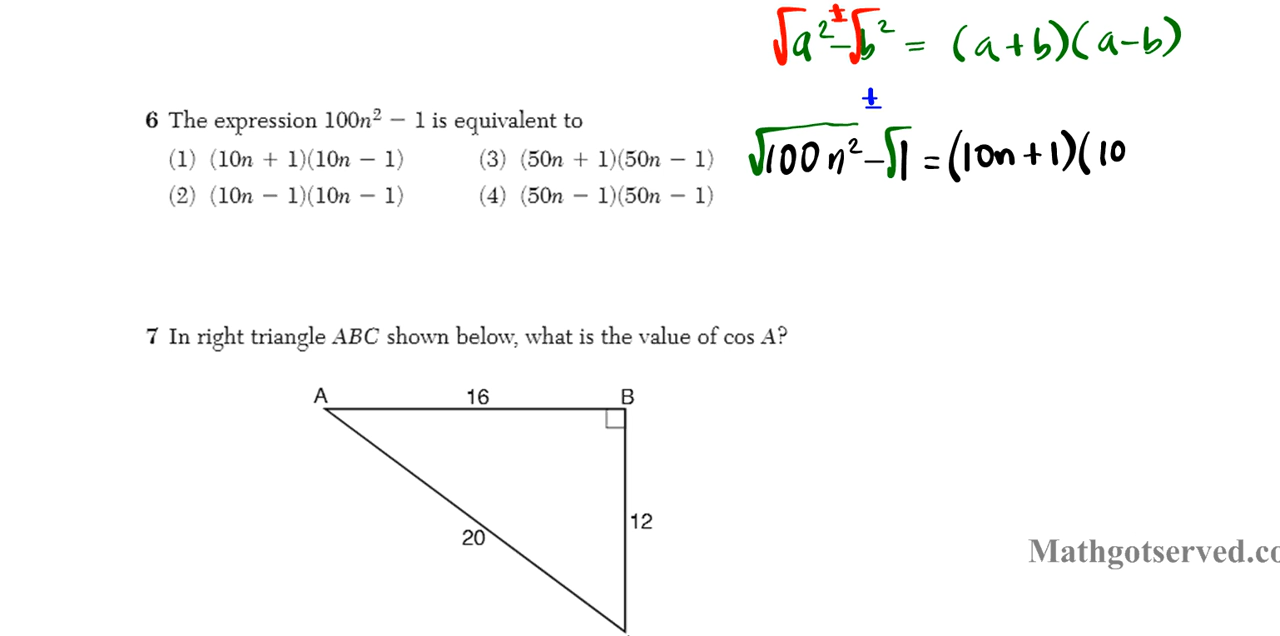 √a² ± √b² = (a+b)(a-b)
6 The expression 100n² − 1 is equivalent to
±
(1) (10n + 1)(10n − 1) (3) (50n + 1)(50n − 1)
√100n² - √1 = (10n + 1)(10
(2) (10n − 1)(10n − 1) (4) (50n − 1)(50n − 1)
7 In right triangle ABC shown below, what is the value of cos A?
A 16 B
12
20
Mathgotserved.co